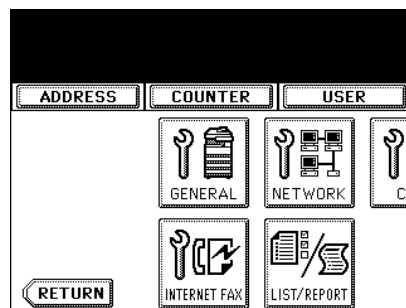 ADDRESS COUNTER USER
GENERAL NETWORK C
INTERNET FAX LIST/REPORT
RETURN